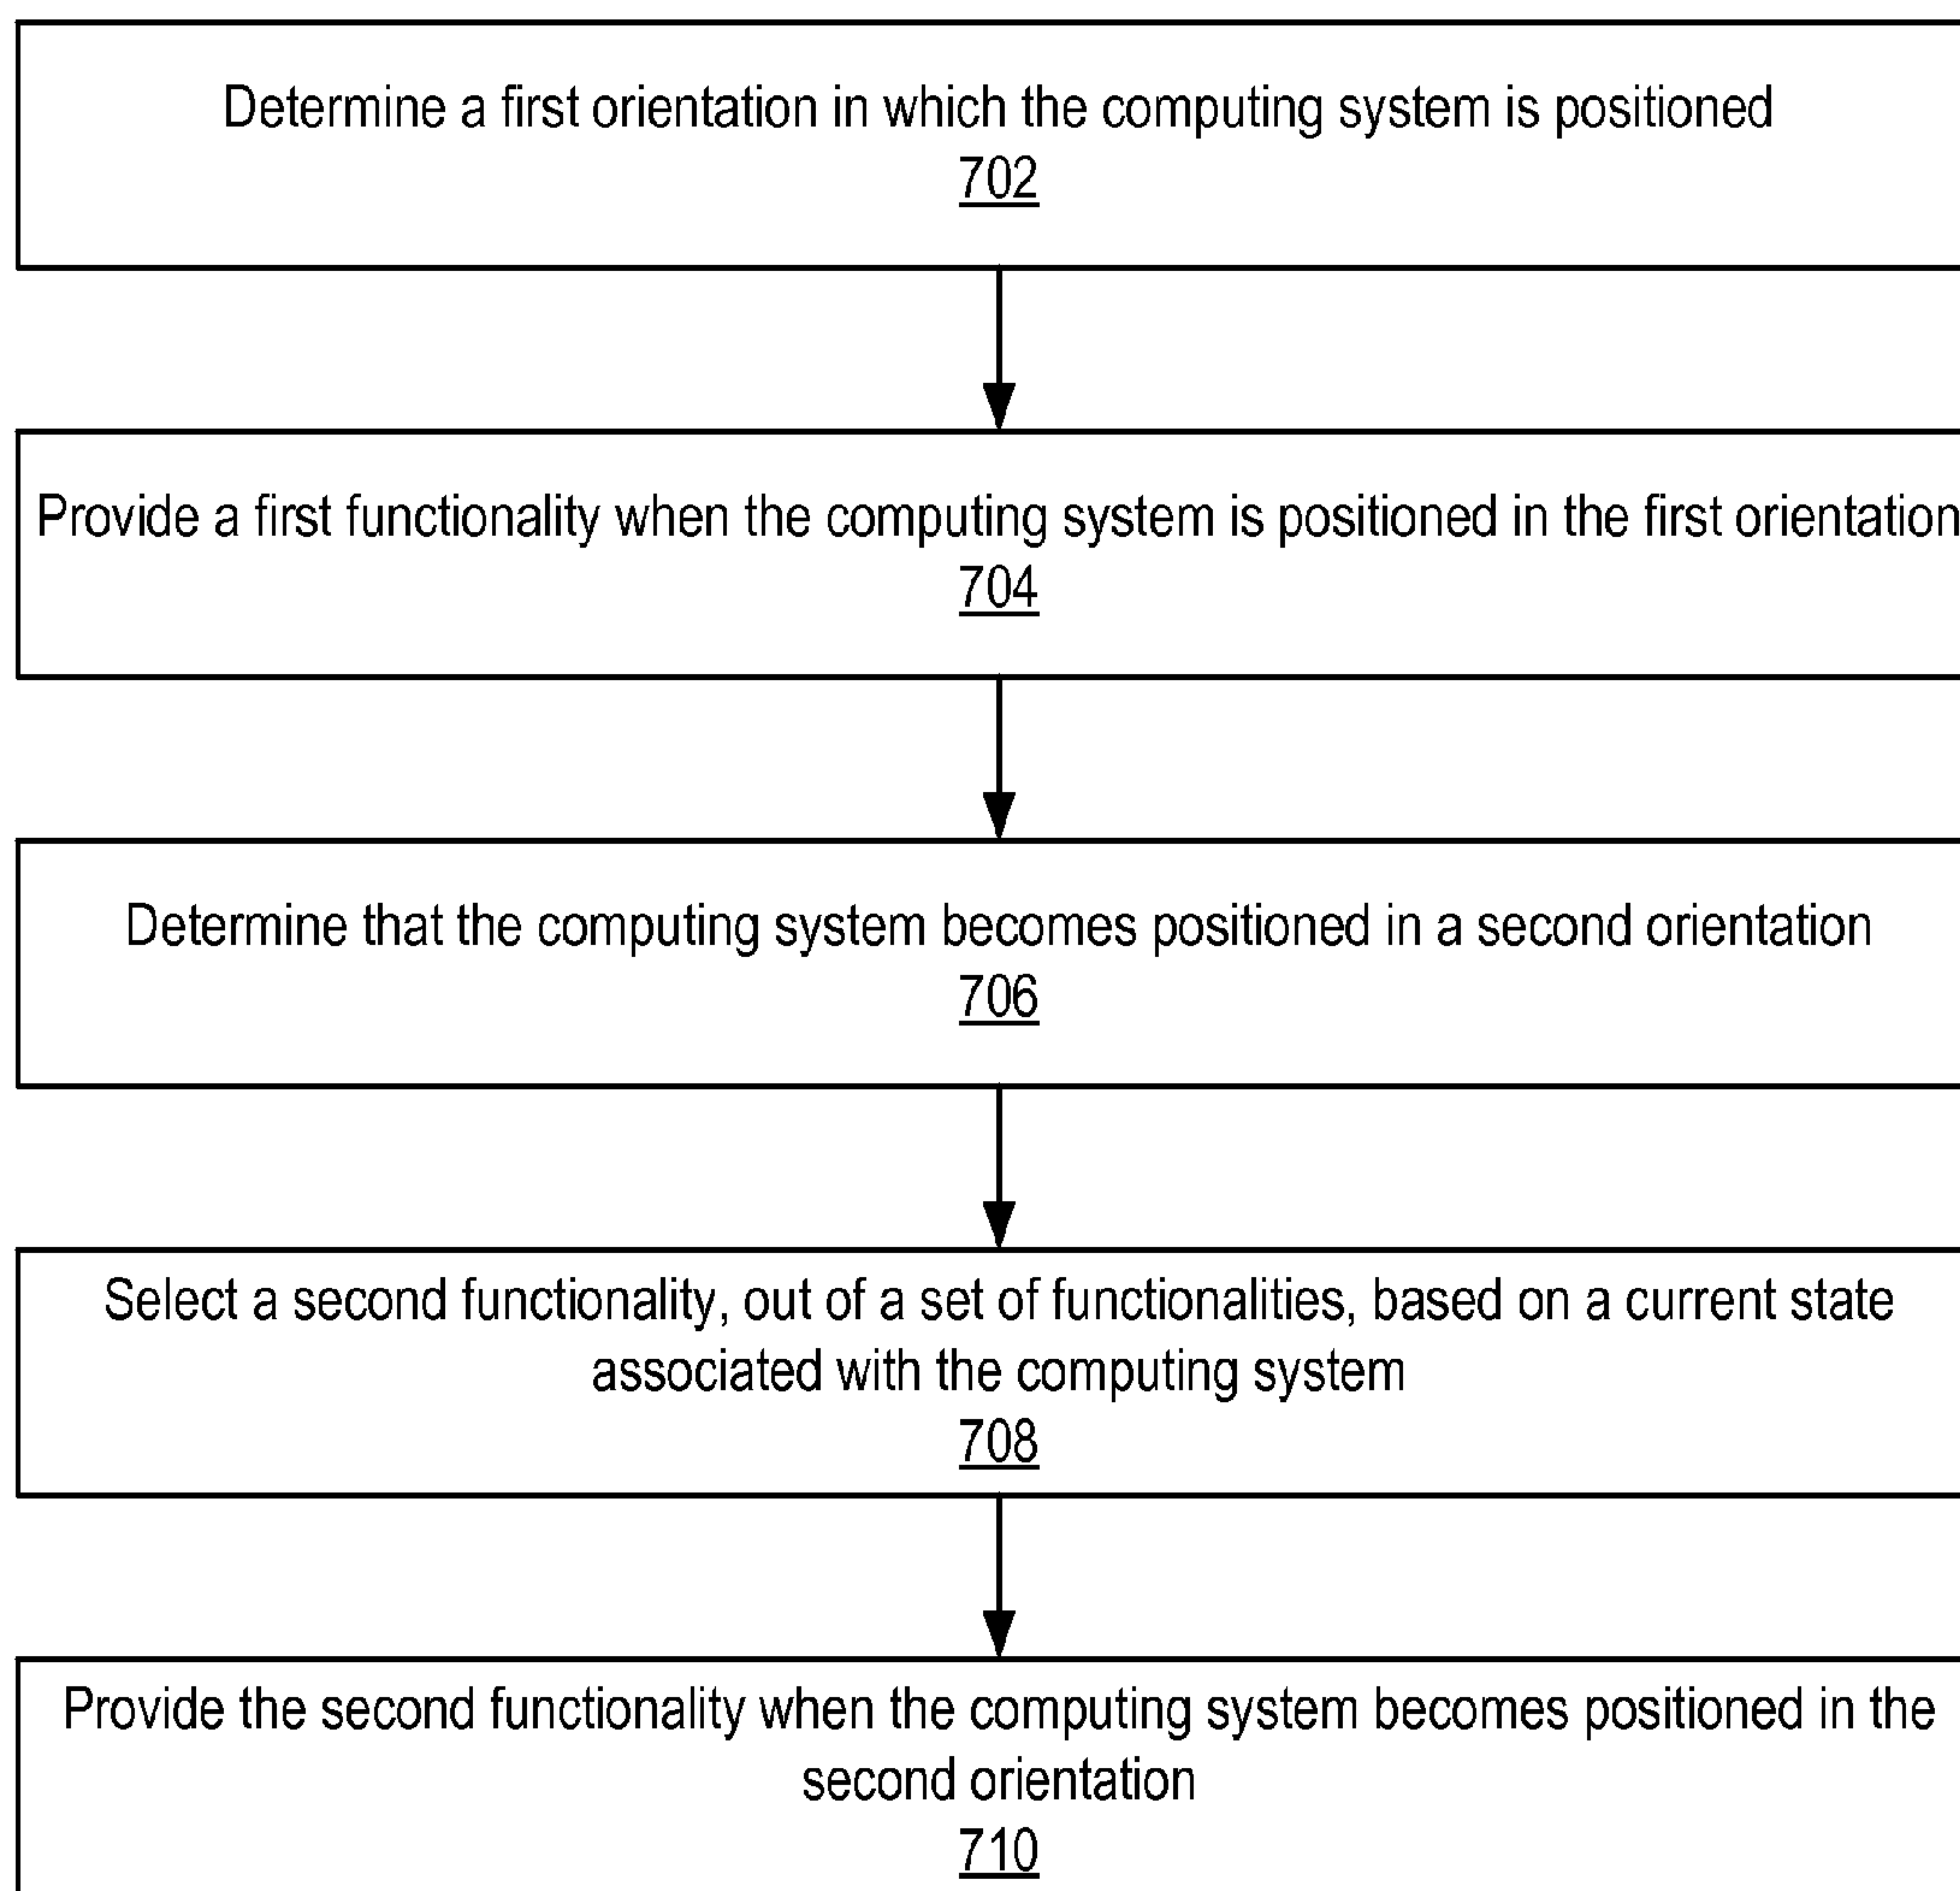 Determine a first orientation in which the computing system is positioned
702
Provide a first functionality when the computing system is positioned in the first orientation
704
Determine that the computing system becomes positioned in a second orientation
706
Select a second functionality, out of a set of functionalities, based on a current state
associated with the computing system
708
Provide the second functionality when the computing system becomes positioned in the
second orientation
710